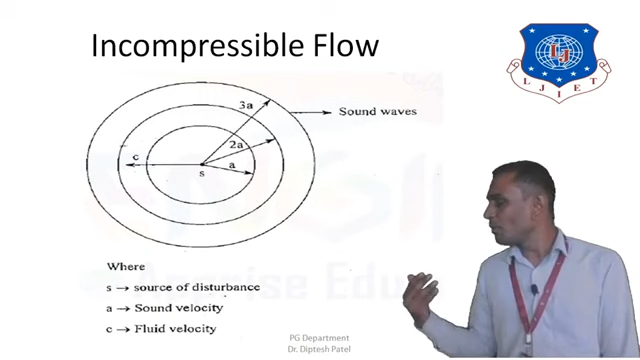 Incompressible Flow
LJIET
3a
Sound waves
2a
c
a
s
Where
s → source of disturbance
a → Sound velocity
c → Fluid velocity
PG Department
Dr. Diptesh Patel